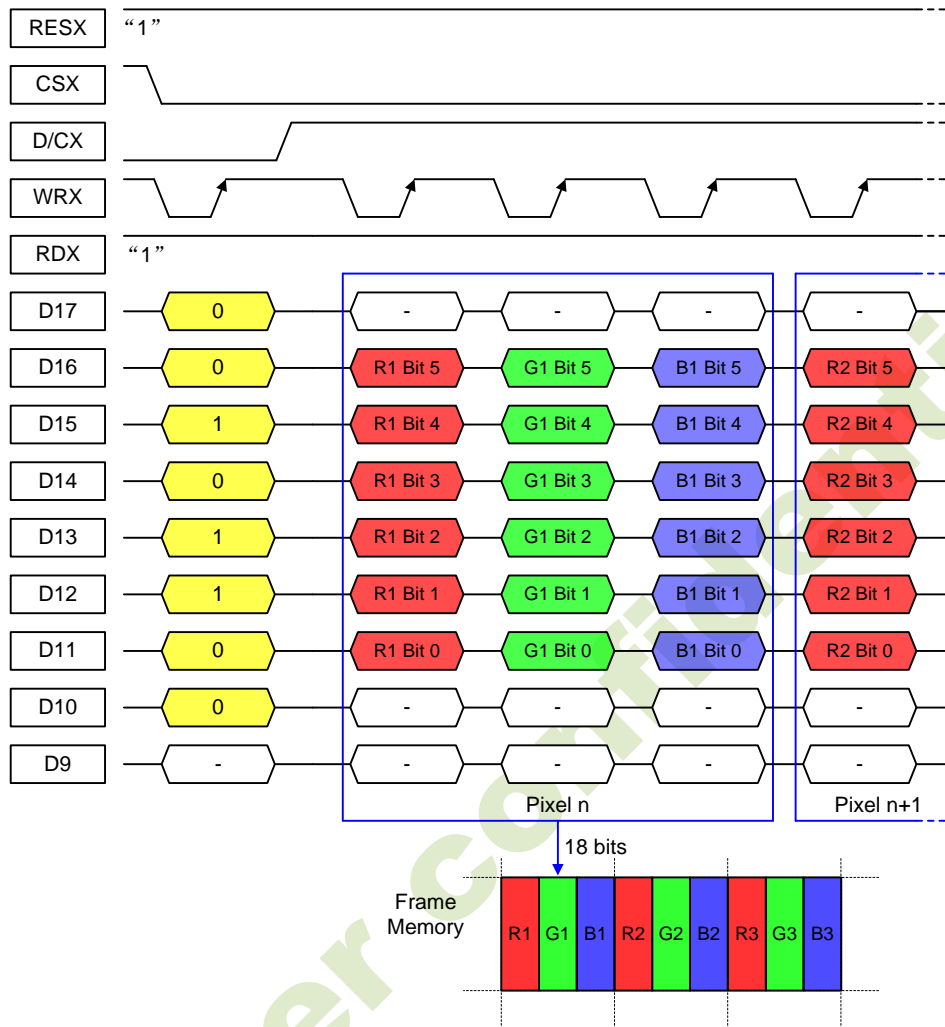 RESX “1”
CSX
D/CX
WRX
RDX “1”
D17 0 - - - -
D16 0 R1 Bit 5 G1 Bit 5 B1 Bit 5 R2 Bit 5
D15 1 R1 Bit 4 G1 Bit 4 B1 Bit 4 R2 Bit 4
D14 0 R1 Bit 3 G1 Bit 3 B1 Bit 3 R2 Bit 3
D13 1 R1 Bit 2 G1 Bit 2 B1 Bit 2 R2 Bit 2
D12 1 R1 Bit 1 G1 Bit 1 B1 Bit 1 R2 Bit 1
D11 0 R1 Bit 0 G1 Bit 0 B1 Bit 0 R2 Bit 0
D10 0 - - - -
D9 - - - - -
Pixel n Pixel n+1
18 bits
Frame
Memory
R1 G1 B1 R2 G2 B2 R3 G3 B3
er confidenti